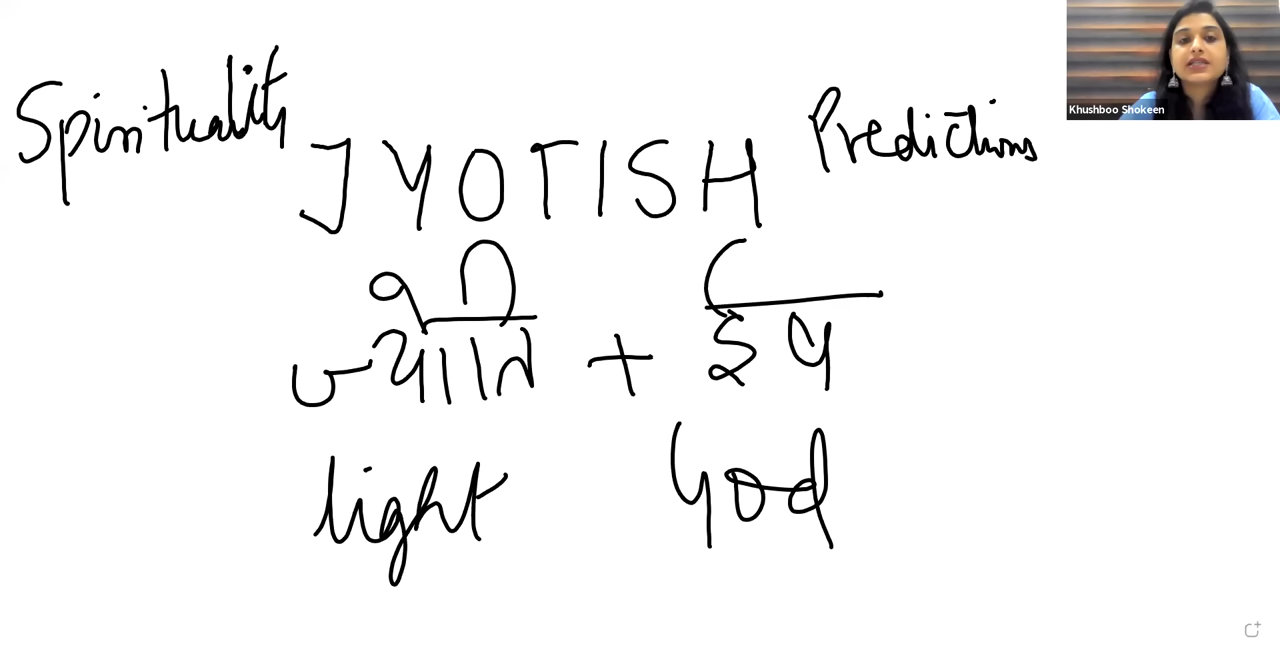 Spirituality JYOTISH Predictions
ज्योति + ईश
light God
Khushboo Shokeen